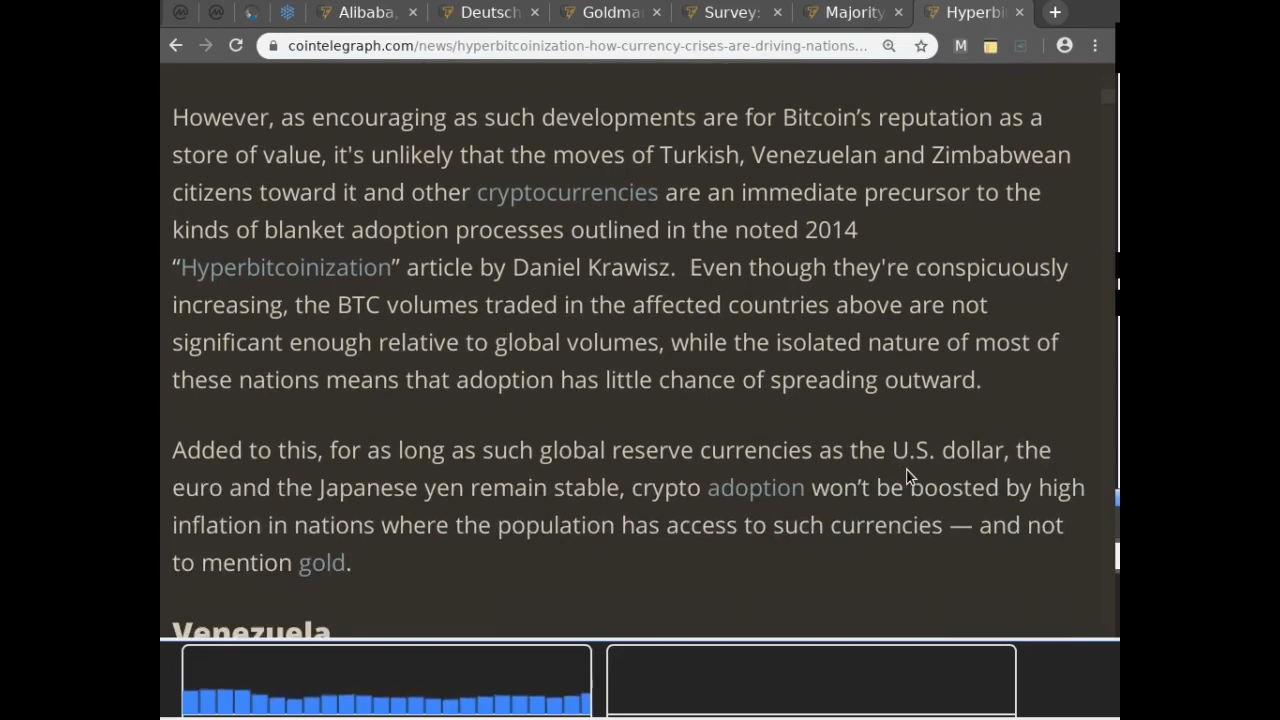 Alibaba, Deutsch Goldma Survey: Majority Hyperbi
cointelegraph.com/news/hyperbitcoinization-how-currency-crises-are-driving-nations...
M
However, as encouraging as such developments are for Bitcoin’s reputation as a
store of value, it's unlikely that the moves of Turkish, Venezuelan and Zimbabwean
citizens toward it and other cryptocurrencies are an immediate precursor to the
kinds of blanket adoption processes outlined in the noted 2014
“Hyperbitcoinization” article by Daniel Krawisz.  Even though they're conspicuously
increasing, the BTC volumes traded in the affected countries above are not
significant enough relative to global volumes, while the isolated nature of most of
these nations means that adoption has little chance of spreading outward.
Added to this, for as long as such global reserve currencies as the U.S. dollar, the
euro and the Japanese yen remain stable, crypto adoption won’t be boosted by high
inflation in nations where the population has access to such currencies — and not
to mention gold.
Venezuela